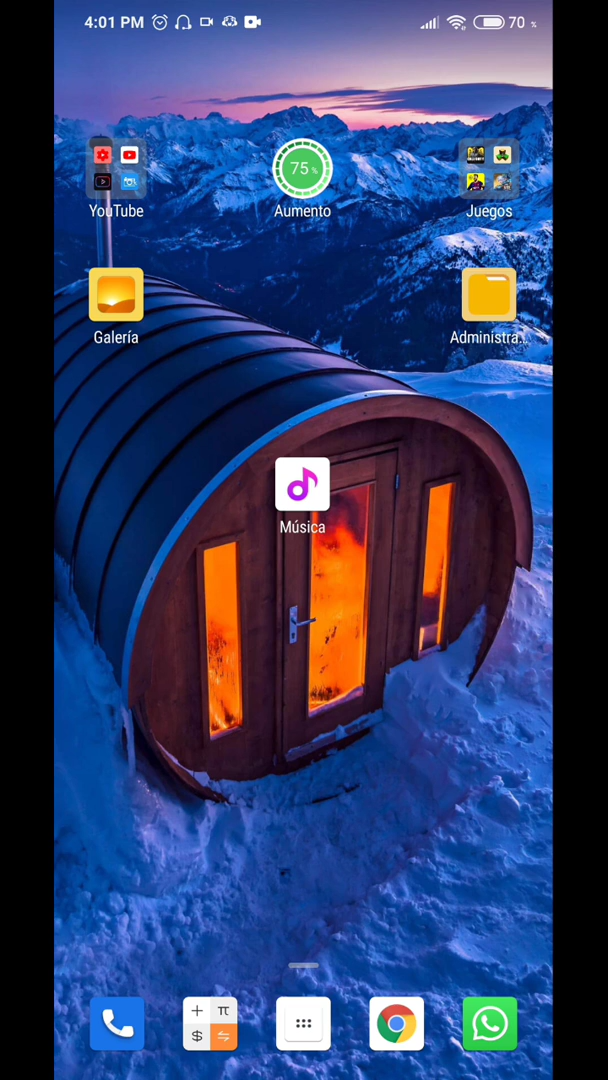 4:01 PM 70 %
75 %
YouTube
Aumento
Juegos
Galería
Administra...
Música
+ π
$